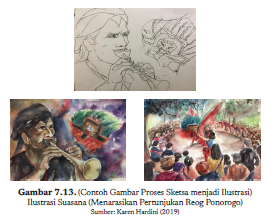 Gambar 7.13. (Contoh Gambar Proses Sketsa menjadi Ilustrasi)
Ilustrasi Suasana (Menarasikan Pertunjukan Reog Ponorogo)
Sumber: Karen Hardini (2019)